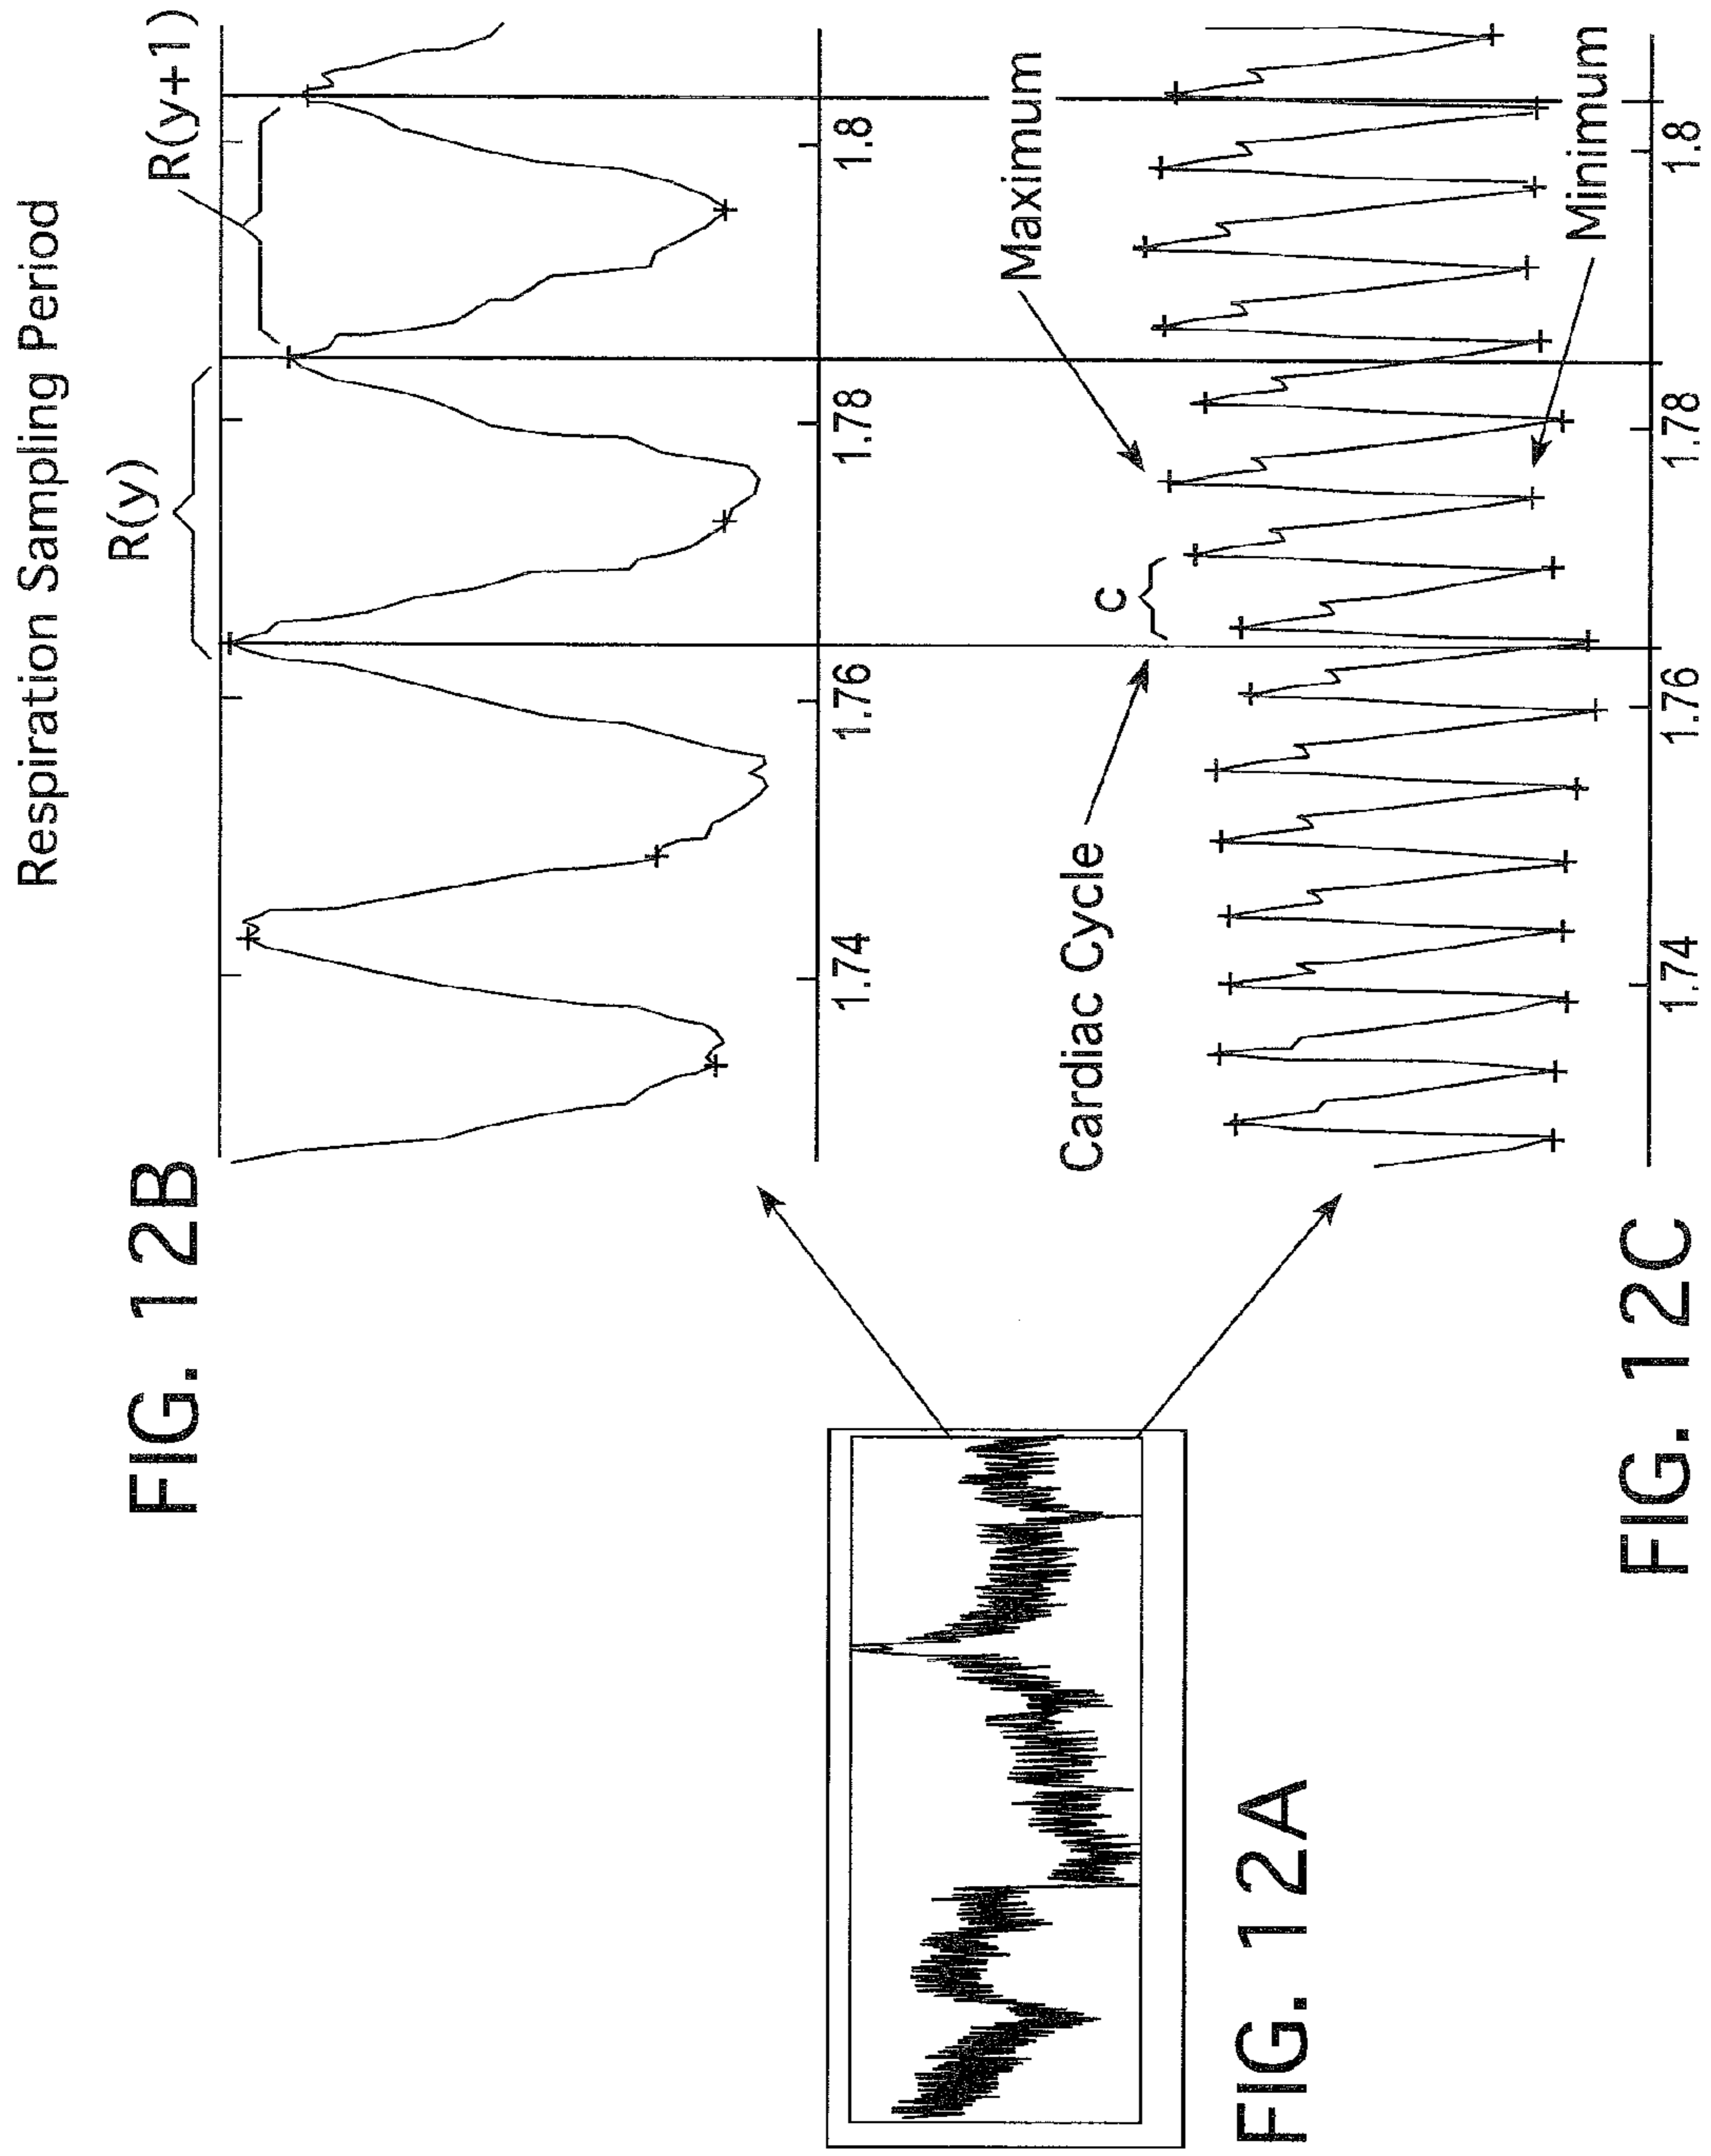 Respiration Sampling Period
R(y)
R(y+1)
FIG. 12B
1.74
1.76
1.78
1.8
Maximum
c
Cardiac Cycle
Minimum
1.74
1.76
1.78
1.8
FIG. 12A
FIG. 12C